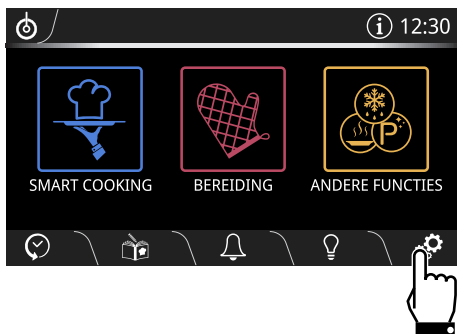 12:30
SMART COOKING
BEREIDING
ANDERE FUNCTIES
P